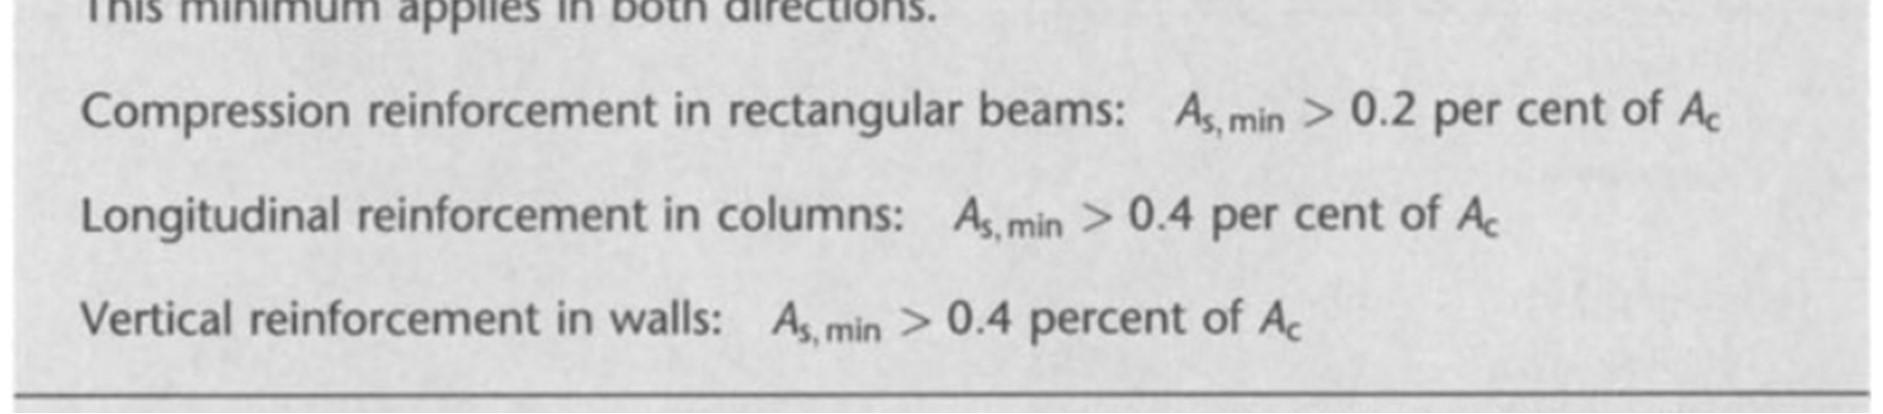 This minimum applies in both directions.
Compression reinforcement in rectangular beams: As, min > 0.2 per cent of Ac
Longitudinal reinforcement in columns: As, min > 0.4 per cent of Ac
Vertical reinforcement in walls: As, min > 0.4 percent of Ac